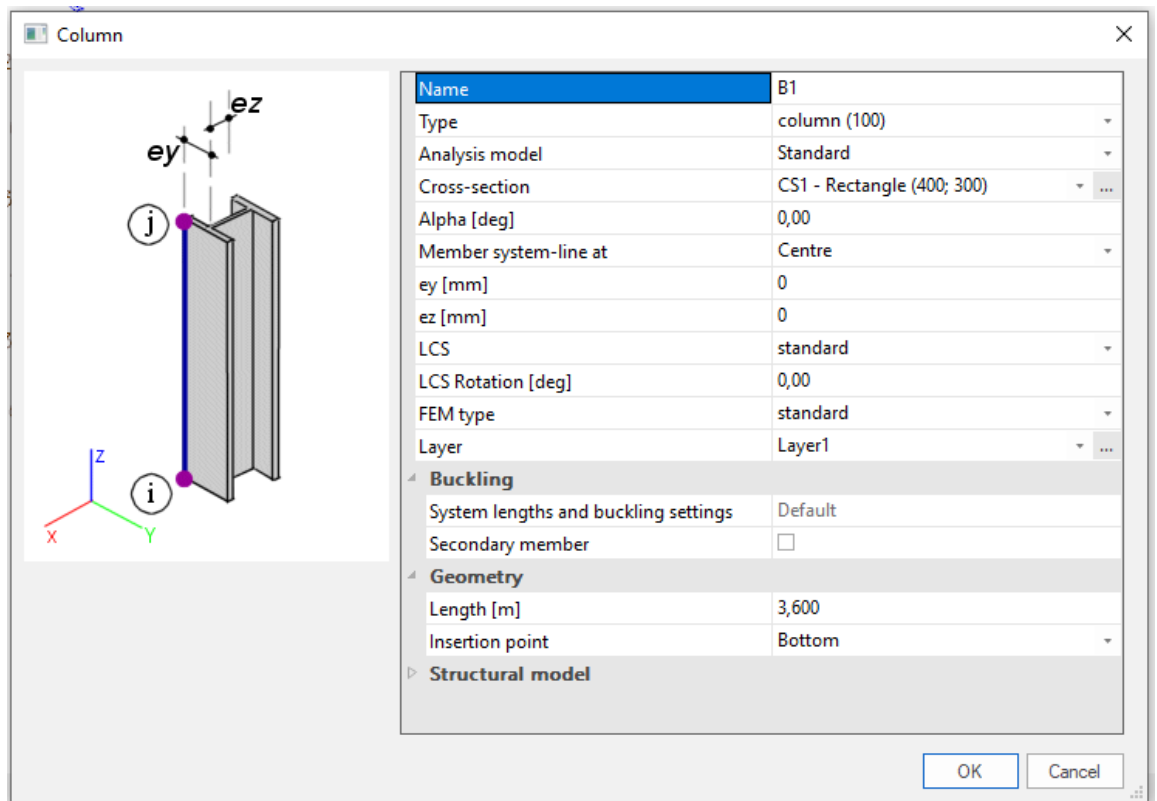 Column
ez
ey
j
i
Z
X
Y
Name B1
Type column (100)
Analysis model Standard
Cross-section CS1 - Rectangle (400; 300) ...
Alpha [deg] 0,00
Member system-line at Centre
ey [mm] 0
ez [mm] 0
LCS standard
LCS Rotation [deg] 0,00
FEM type standard
Layer Layer1 ...
Buckling
System lengths and buckling settings Default
Secondary member
Geometry
Length [m] 3,600
Insertion point Bottom
Structural model
OK Cancel